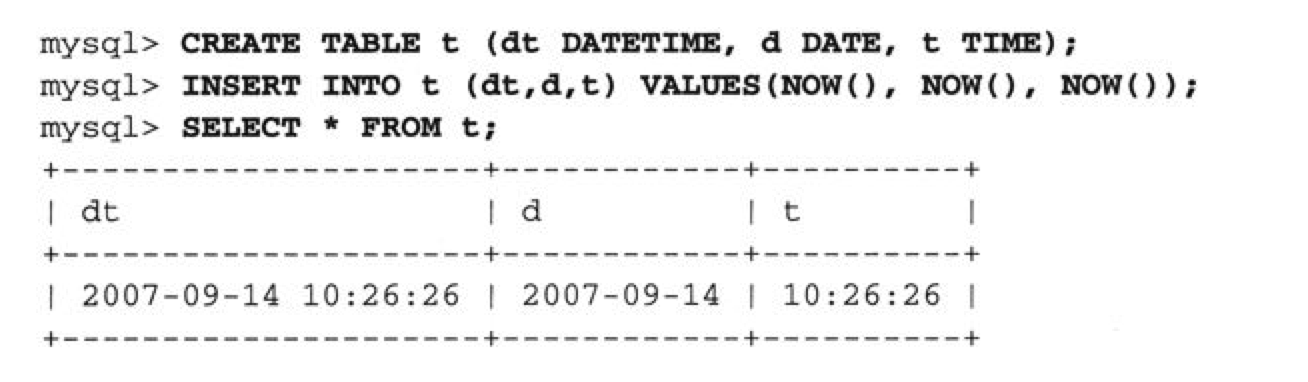 mysql> CREATE TABLE t (dt DATETIME, d DATE, t TIME);
mysql> INSERT INTO t (dt,d,t) VALUES(NOW(), NOW(), NOW());
mysql> SELECT * FROM t;
+---------------------+------------+----------+
| dt                  | d          | t        |
+---------------------+------------+----------+
| 2007-09-14 10:26:26 | 2007-09-14 | 10:26:26 |
+---------------------+------------+----------+